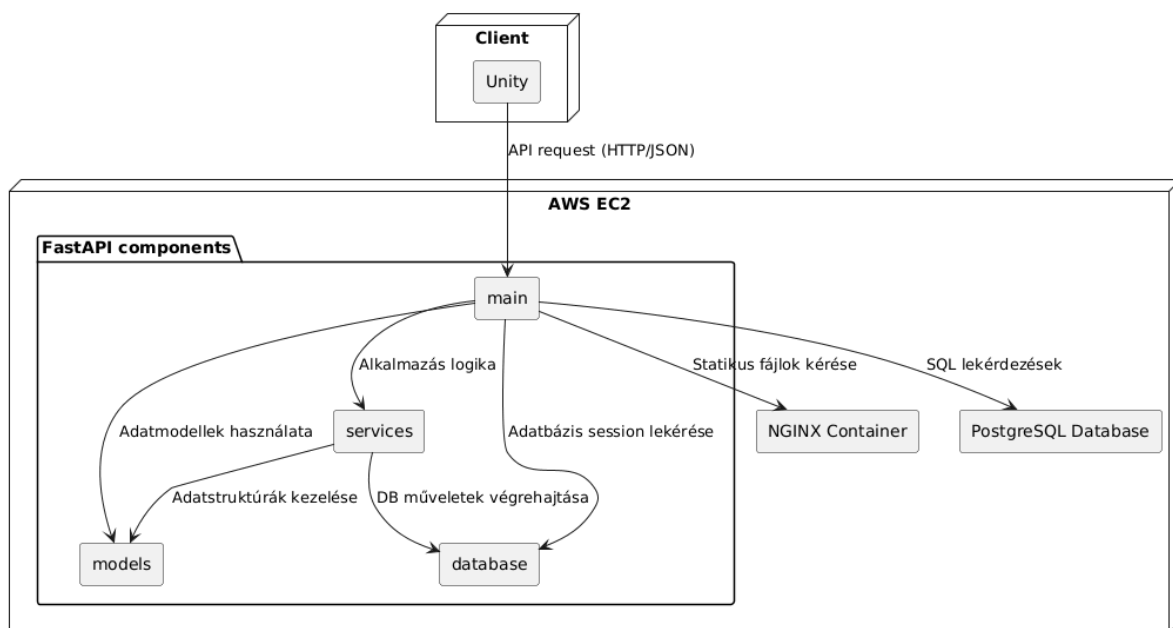 Client
Unity
API request (HTTP/JSON)
AWS EC2
FastAPI components
main
Alkalmazás logika
Statikus fájlok kérése
SQL lekérdezések
Adatmodellek használata
services
Adatbázis session lekérése
NGINX Container
PostgreSQL Database
Adatstruktúrák kezelése
DB műveletek végrehajtása
models
database